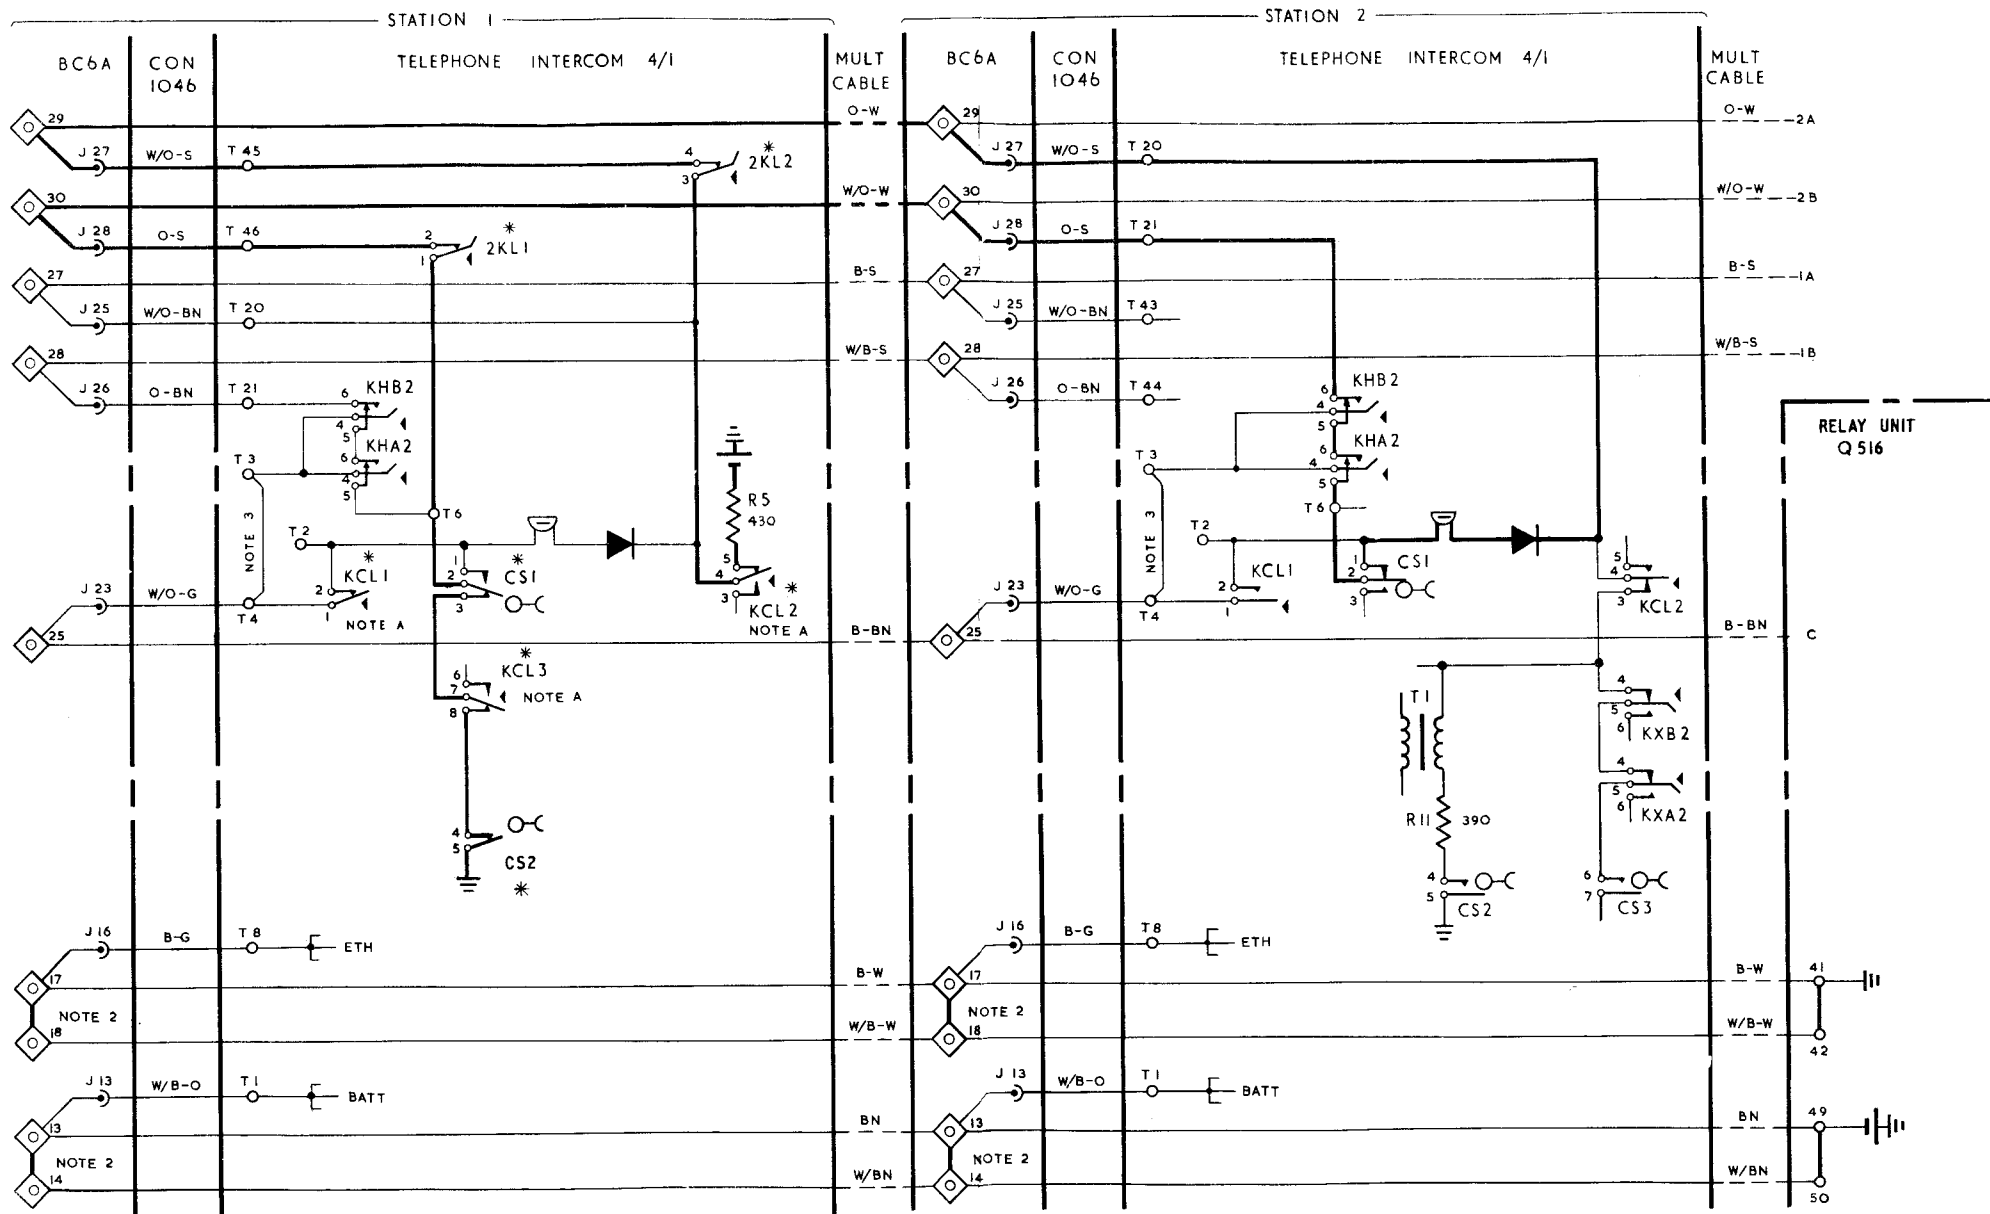 STATION 1
STATION 2
BC6A
CON
1046
TELEPHONE INTERCOM 4/1
MULT
CABLE
BC6A
CON
1046
TELEPHONE INTERCOM 4/1
MULT
CABLE
29
O-W
29
O-W
2A
J 27
W/O-S
T 45
4
3
*
2KL2
J 27
W/O-S
T 20
30
W/O-W
30
W/O-W
2B
J 28
O-S
T 46
2
1
*
2KL1
J 28
O-S
T 21
27
B-S
27
B-S
1A
J 25
W/O-BN
T 20
J 25
W/O-BN
T 43
28
W/B-S
28
W/B-S
1B
J 26
O-BN
T 21
J 26
O-BN
T 44
6
4
5
KHB2
6
4
5
KHB2
6
4
5
KHA2
6
4
5
KHA2
RELAY UNIT
Q 516
T 3
NOTE 3
T 6
R5
430
T 3
NOTE 3
T 6
T 2
*
KCL1
2
1
NOTE A
1
2
3
*
CS1
5
4
3
*
KCL2
NOTE A
T2
KCL1
2
1
1
2
3
CS1
5
4
3
KCL2
J 23
W/O-G
T4
J 23
W/O-G
T4
25
B-BN
25
B-BN
C
6
7
8
*
KCL3
NOTE A
T 1
4
5
6
KXB2
4
5
6
KXA2
R11
390
4
5
CS2
*
4
5
CS2
6
7
CS3
J 16
B-G
T 8
ETH
J 16
B-G
T8
ETH
17
B-W
17
B-W
41
NOTE 2
NOTE 2
18
W/B-W
18
W/B-W
42
J 13
W/B-O
T 1
BATT
J 13
W/B-O
T 1
BATT
13
BN
13
BN
49
NOTE 2
NOTE 2
14
W/BN
14
W/BN
50